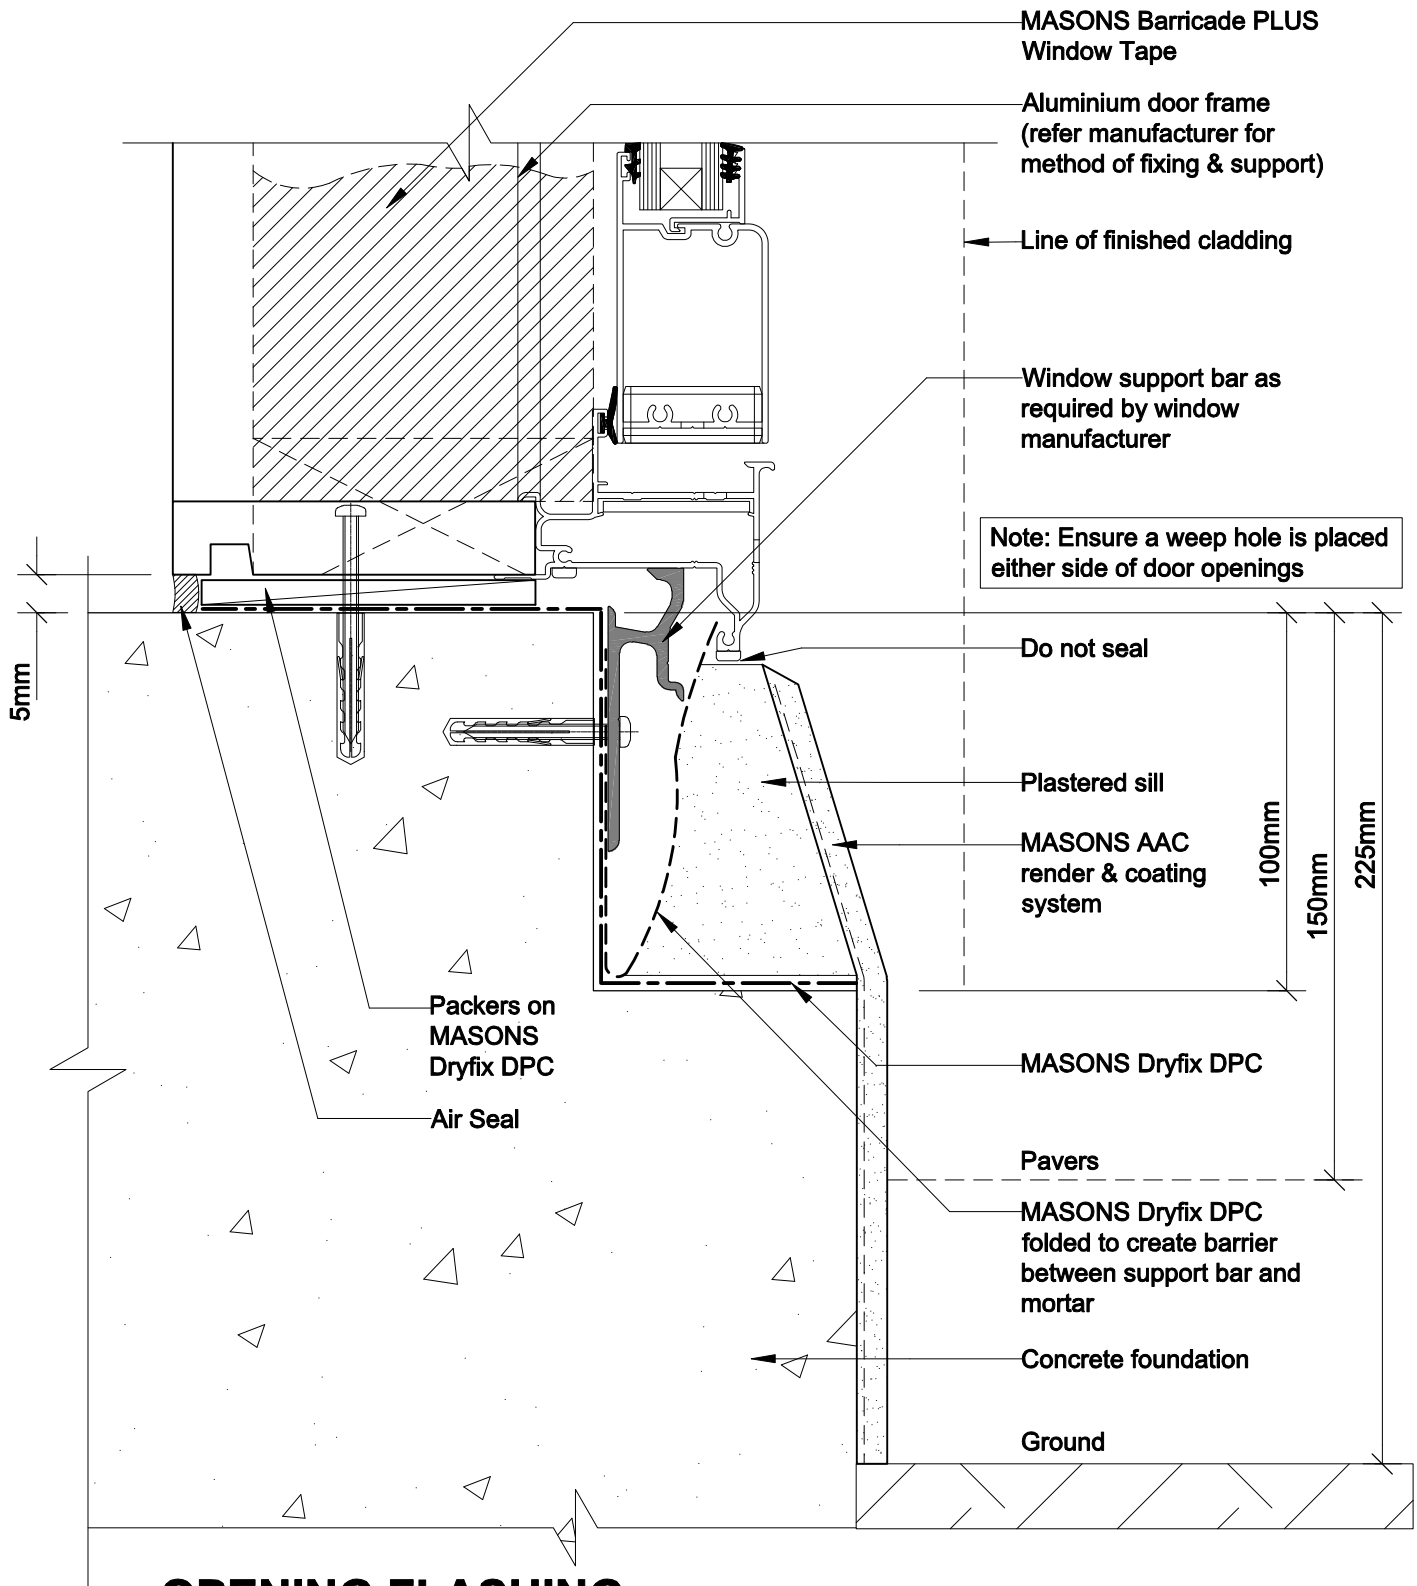 MASONS Barricade PLUS
Window Tape
Aluminium door frame
(refer manufacturer for
method of fixing & support)
Line of finished cladding
Window support bar as
required by window
manufacturer
Note: Ensure a weep hole is placed
either side of door openings
5mm
Do not seal
Plastered sill
MASONS AAC
render & coating
system
100mm
150mm
225mm
Packers on
MASONS
Dryfix DPC
Air Seal
MASONS Dryfix DPC
Pavers
MASONS Dryfix DPC
folded to create barrier
between support bar and
mortar
Concrete foundation
Ground
OPENING FLASHING